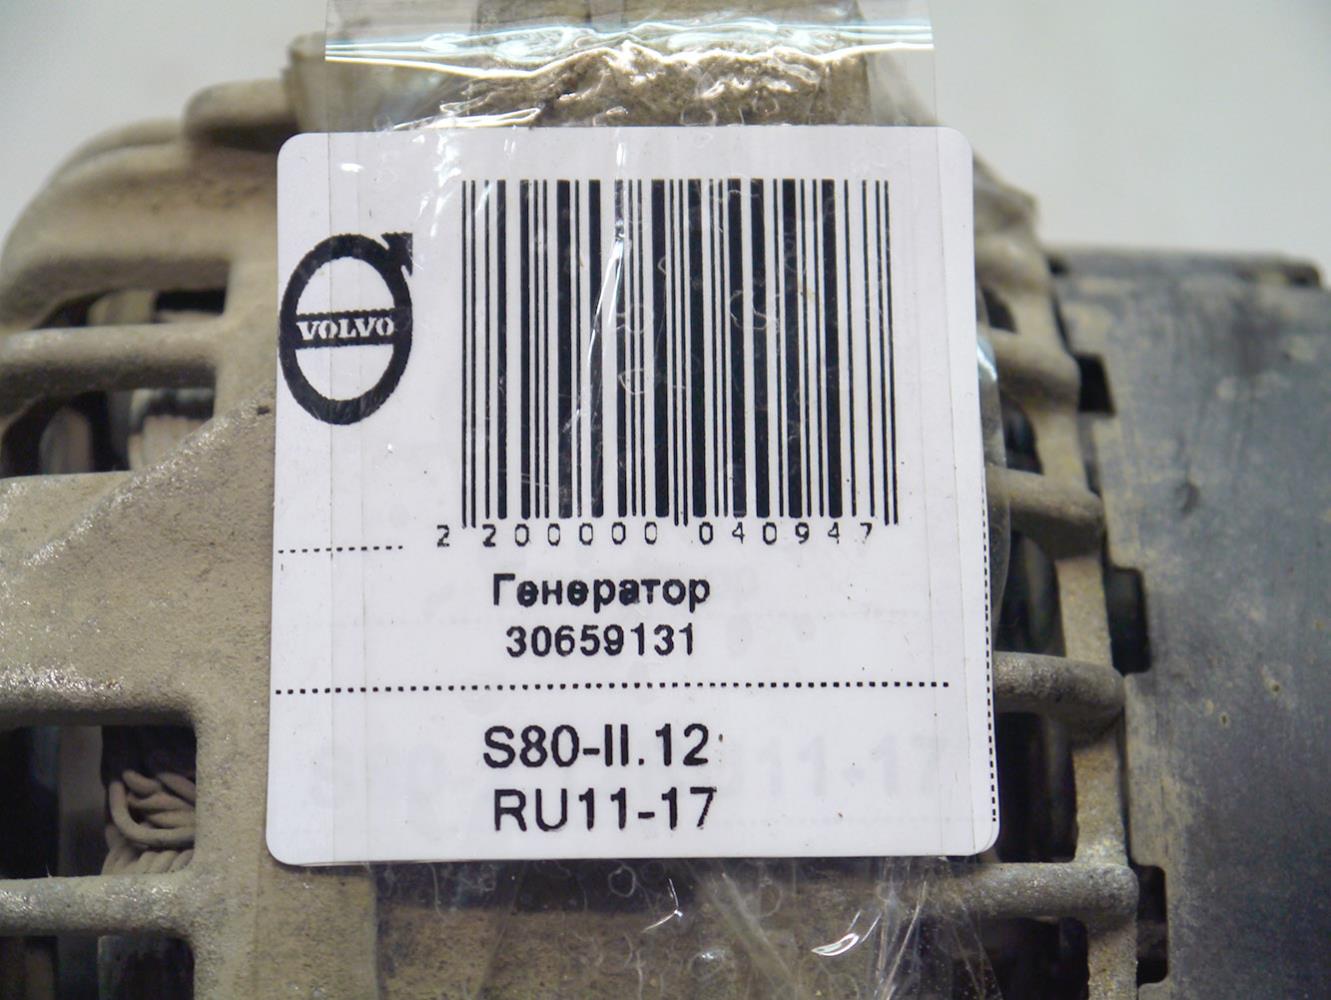 VOLVO
2 200000 040947
Генератор
30659131
S80-II.12
RU11-17